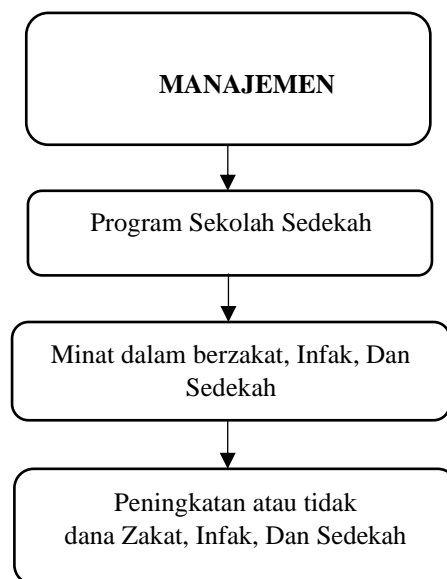 MANAJEMEN
Program Sekolah Sedekah
Minat dalam berzakat, Infak, Dan
Sedekah
Peningkatan atau tidak
dana Zakat, Infak, Dan Sedekah